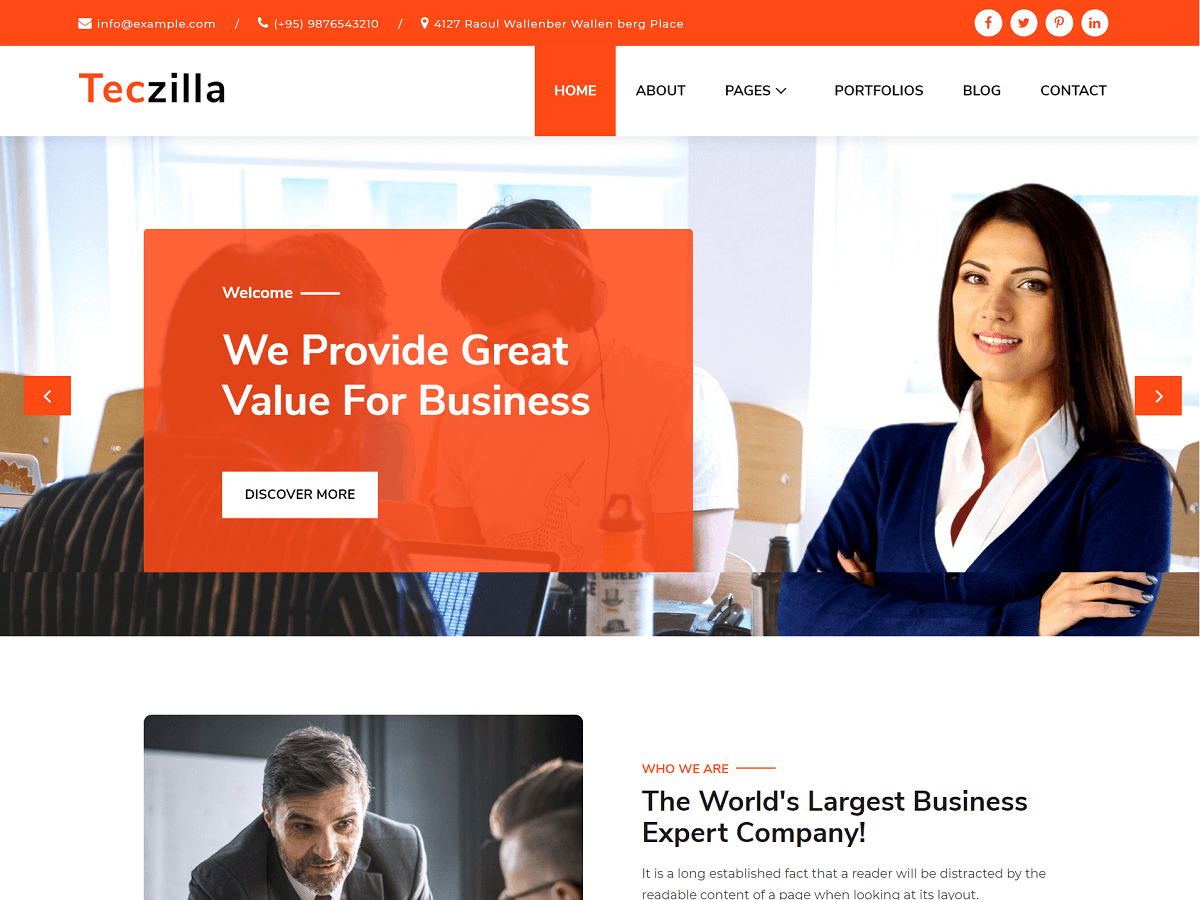 info@example.com / (+95) 9876543210 / 4127 Raoul Wallenber Wallen berg Place
Teczilla
HOME ABOUT PAGES PORTFOLIOS BLOG CONTACT
Welcome
We Provide Great
Value For Business
DISCOVER MORE
WHO WE ARE
The World's Largest Business
Expert Company!
It is a long established fact that a reader will be distracted by the
readable content of a page when looking at its layout.